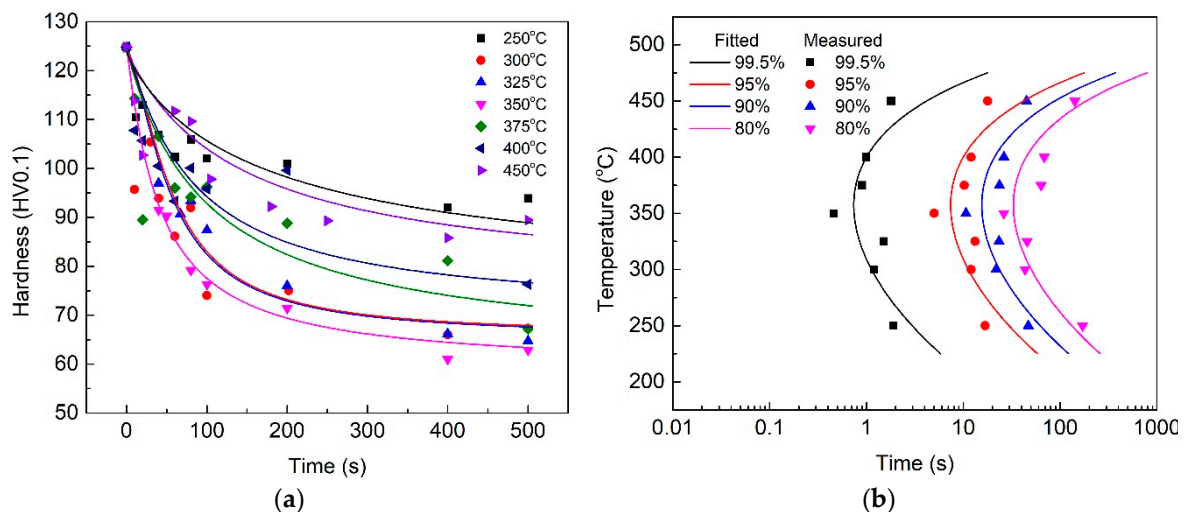 130
120
110
100
90
80
70
60
50
Hardness (HV0.1)
0 100 200 300 400 500
Time (s)
250°C
300°C
325°C
350°C
375°C
400°C
450°C
(a)
500
450
400
350
300
250
200
Temperature (°C)
0.01 0.1 1 10 100 1000
Time (s)
Fitted Measured
99.5% 99.5%
95% 95%
90% 90%
80% 80%
(b)